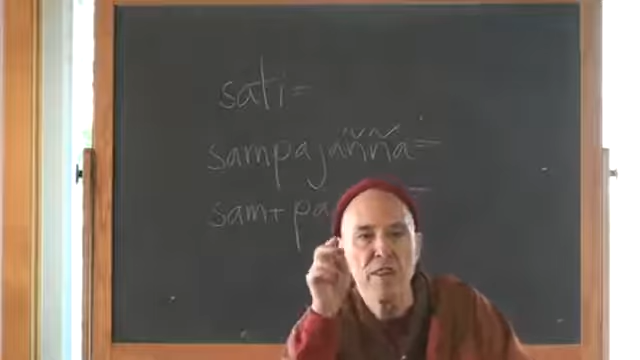 sati =
sampajañña =
sam + pa